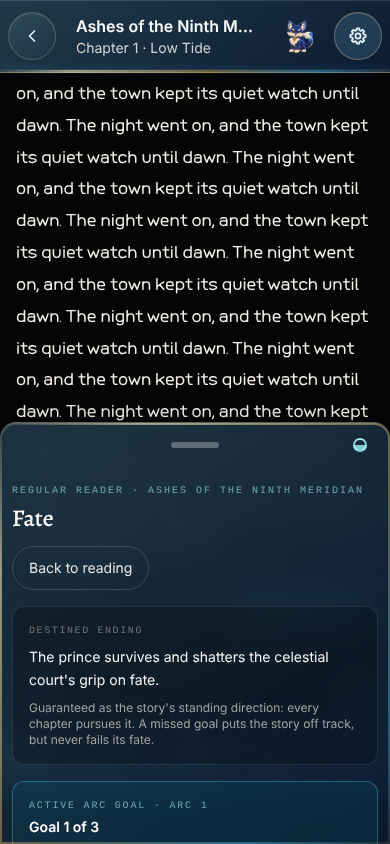 Ashes of the Ninth M...
Chapter 1 · Low Tide
on, and the town kept its quiet watch until
dawn. The night went on, and the town kept
its quiet watch until dawn. The night went
on, and the town kept its quiet watch until
dawn. The night went on, and the town kept
its quiet watch until dawn. The night went
on, and the town kept its quiet watch until
dawn. The night went on, and the town kept
its quiet watch until dawn. The night went
on, and the town kept its quiet watch until
dawn. The night went on, and the town kept
REGULAR READER · ASHES OF THE NINTH MERIDIAN
Fate
Back to reading
DESTINED ENDING
The prince survives and shatters the celestial
court's grip on fate.
Guaranteed as the story's standing direction: every
chapter pursues it. A missed goal puts the story off track,
but never fails its fate.
ACTIVE ARC GOAL · ARC 1
Goal 1 of 3